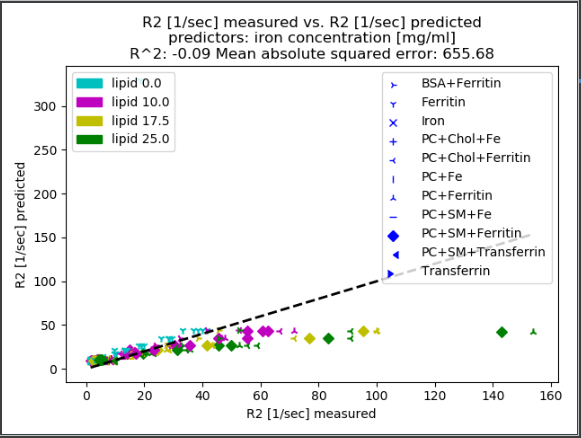 R2 [1/sec] measured vs. R2 [1/sec] predicted
predictors: iron concentration [mg/ml]
R^2: -0.09 Mean absolute squared error: 655.68
lipid 0.0
lipid 10.0
lipid 17.5
lipid 25.0
BSA+Ferritin
Ferritin
Iron
PC+Chol+Fe
PC+Chol+Ferritin
PC+Fe
PC+Ferritin
PC+SM+Fe
PC+SM+Ferritin
PC+SM+Transferrin
Transferrin
R2 [1/sec] predicted
300
250
200
150
100
50
0
0 20 40 60 80 100 120 140 160
R2 [1/sec] measured